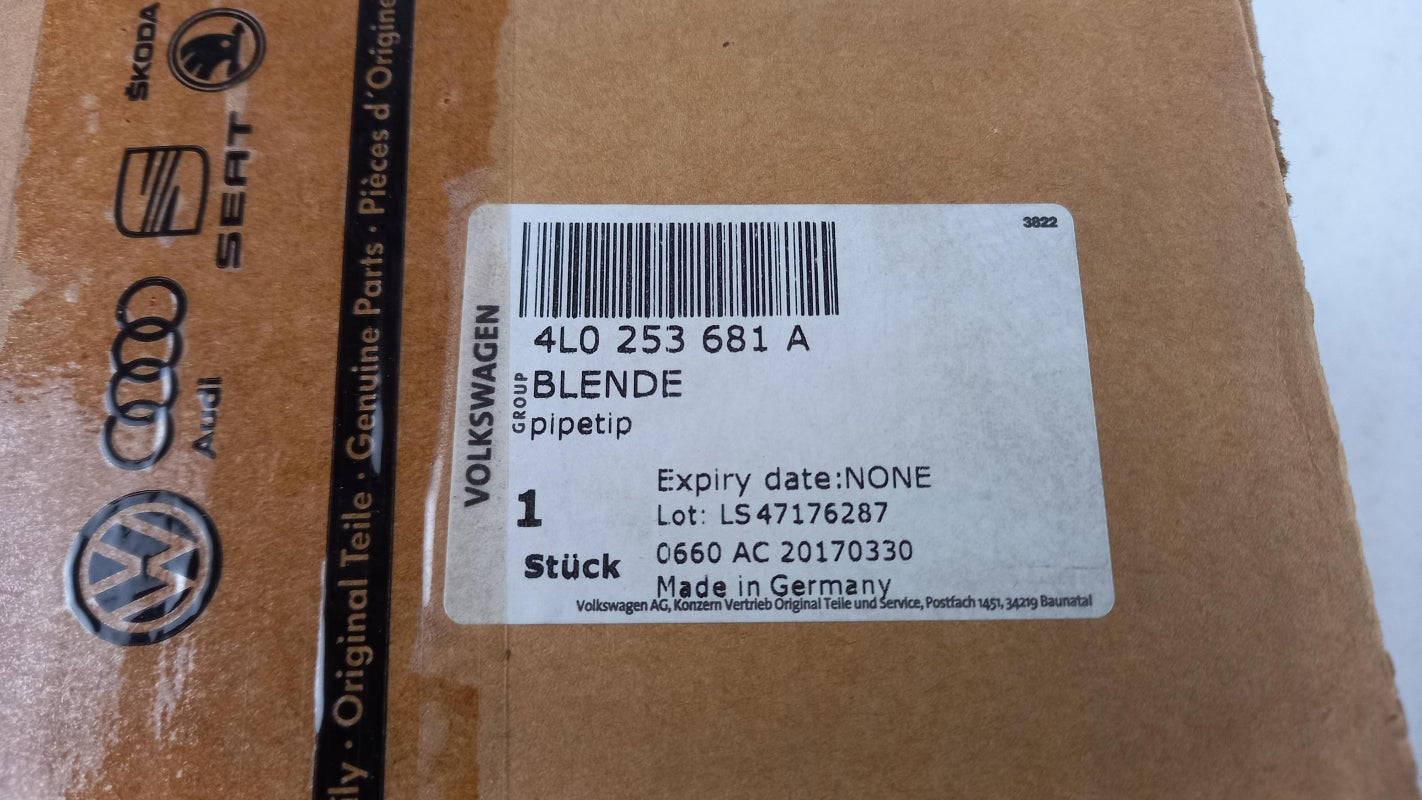 ŠKODA
SEAT
Audi
ily · Original Teile · Genuine Parts · Pièces d'Origine
3822
VOLKSWAGEN
GROUP
4L0 253 681 A
BLENDE
pipetip
1
Stück
Expiry date:NONE
Lot: LS47176287
0660 AC 20170330
Made in Germany
Volkswagen AG, Konzern Vertrieb Original Teile und Service, Postfach 1451, 34219 Baunatal